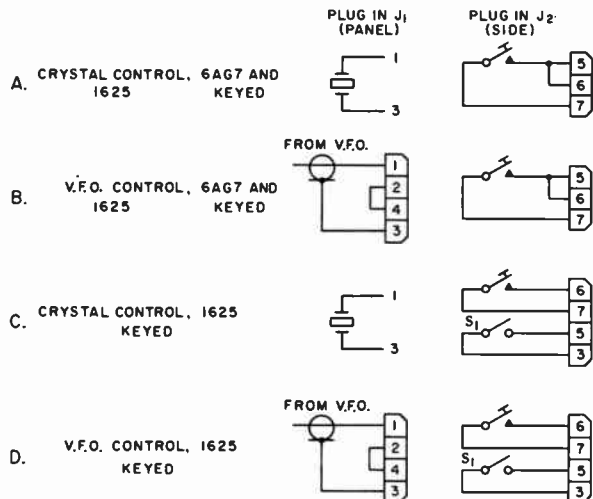 PLUG IN J1 (PANEL)
PLUG IN J2 (SIDE)
A. CRYSTAL CONTROL, 6AG7 AND 1625 KEYED
1
3
5
6
7
B. V.F.O. CONTROL, 6AG7 AND 1625 KEYED
FROM V.F.O.
1
2
4
3
5
6
7
C. CRYSTAL CONTROL, 1625 KEYED
1
3
6
7
S1
5
3
D. V.F.O. CONTROL, 1625 KEYED
FROM V.F.O.
1
2
4
3
6
7
S1
5
3